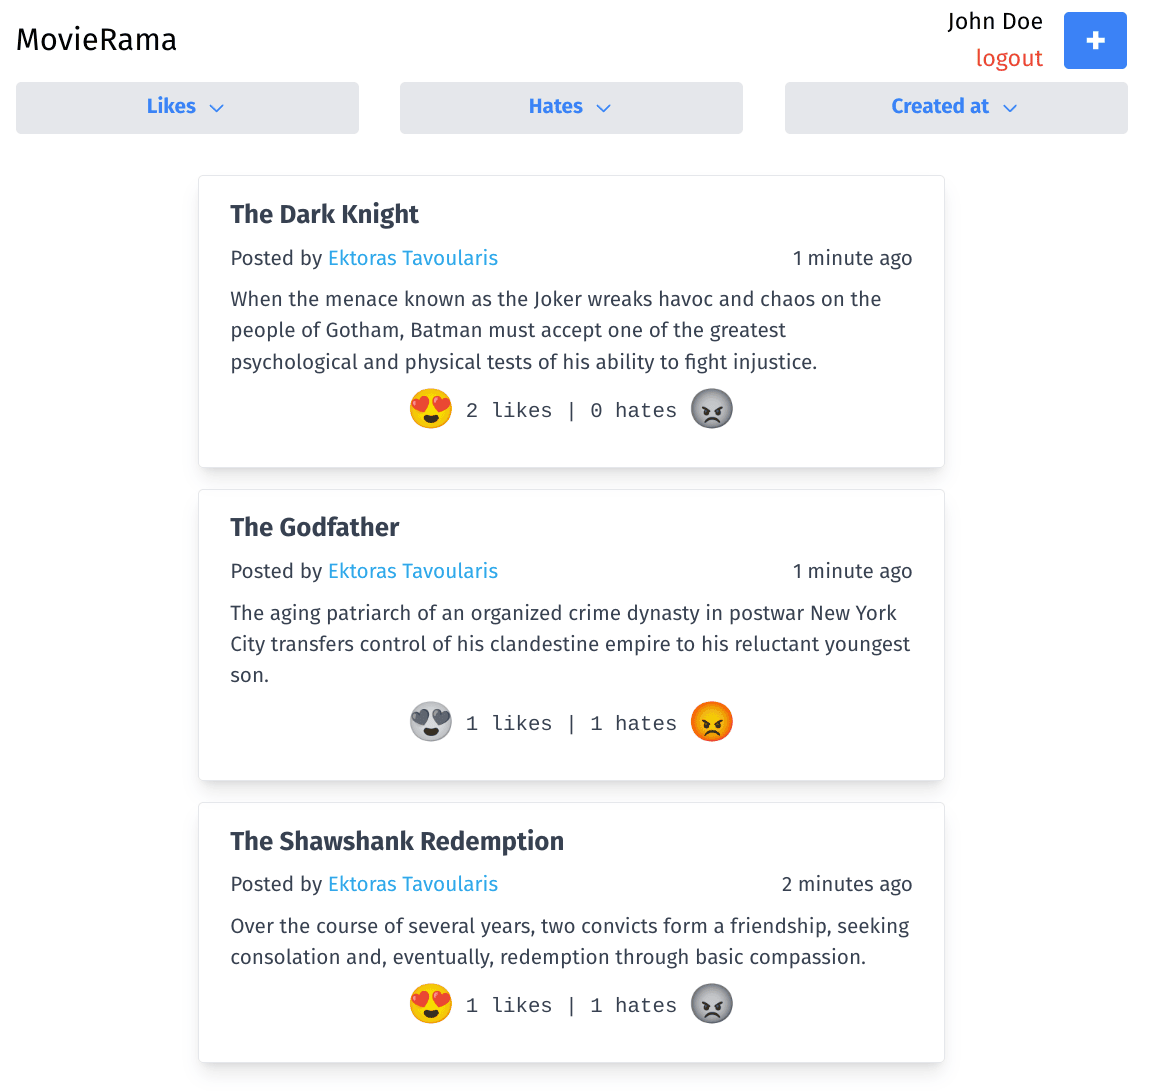 MovieRama
John Doe
logout
Likes
Hates
Created at
The Dark Knight
Posted by Ektoras Tavoularis
1 minute ago
When the menace known as the Joker wreaks havoc and chaos on the
people of Gotham, Batman must accept one of the greatest
psychological and physical tests of his ability to fight injustice.
2 likes | 0 hates
The Godfather
Posted by Ektoras Tavoularis
1 minute ago
The aging patriarch of an organized crime dynasty in postwar New York
City transfers control of his clandestine empire to his reluctant youngest
son.
1 likes | 1 hates
The Shawshank Redemption
Posted by Ektoras Tavoularis
2 minutes ago
Over the course of several years, two convicts form a friendship, seeking
consolation and, eventually, redemption through basic compassion.
1 likes | 1 hates